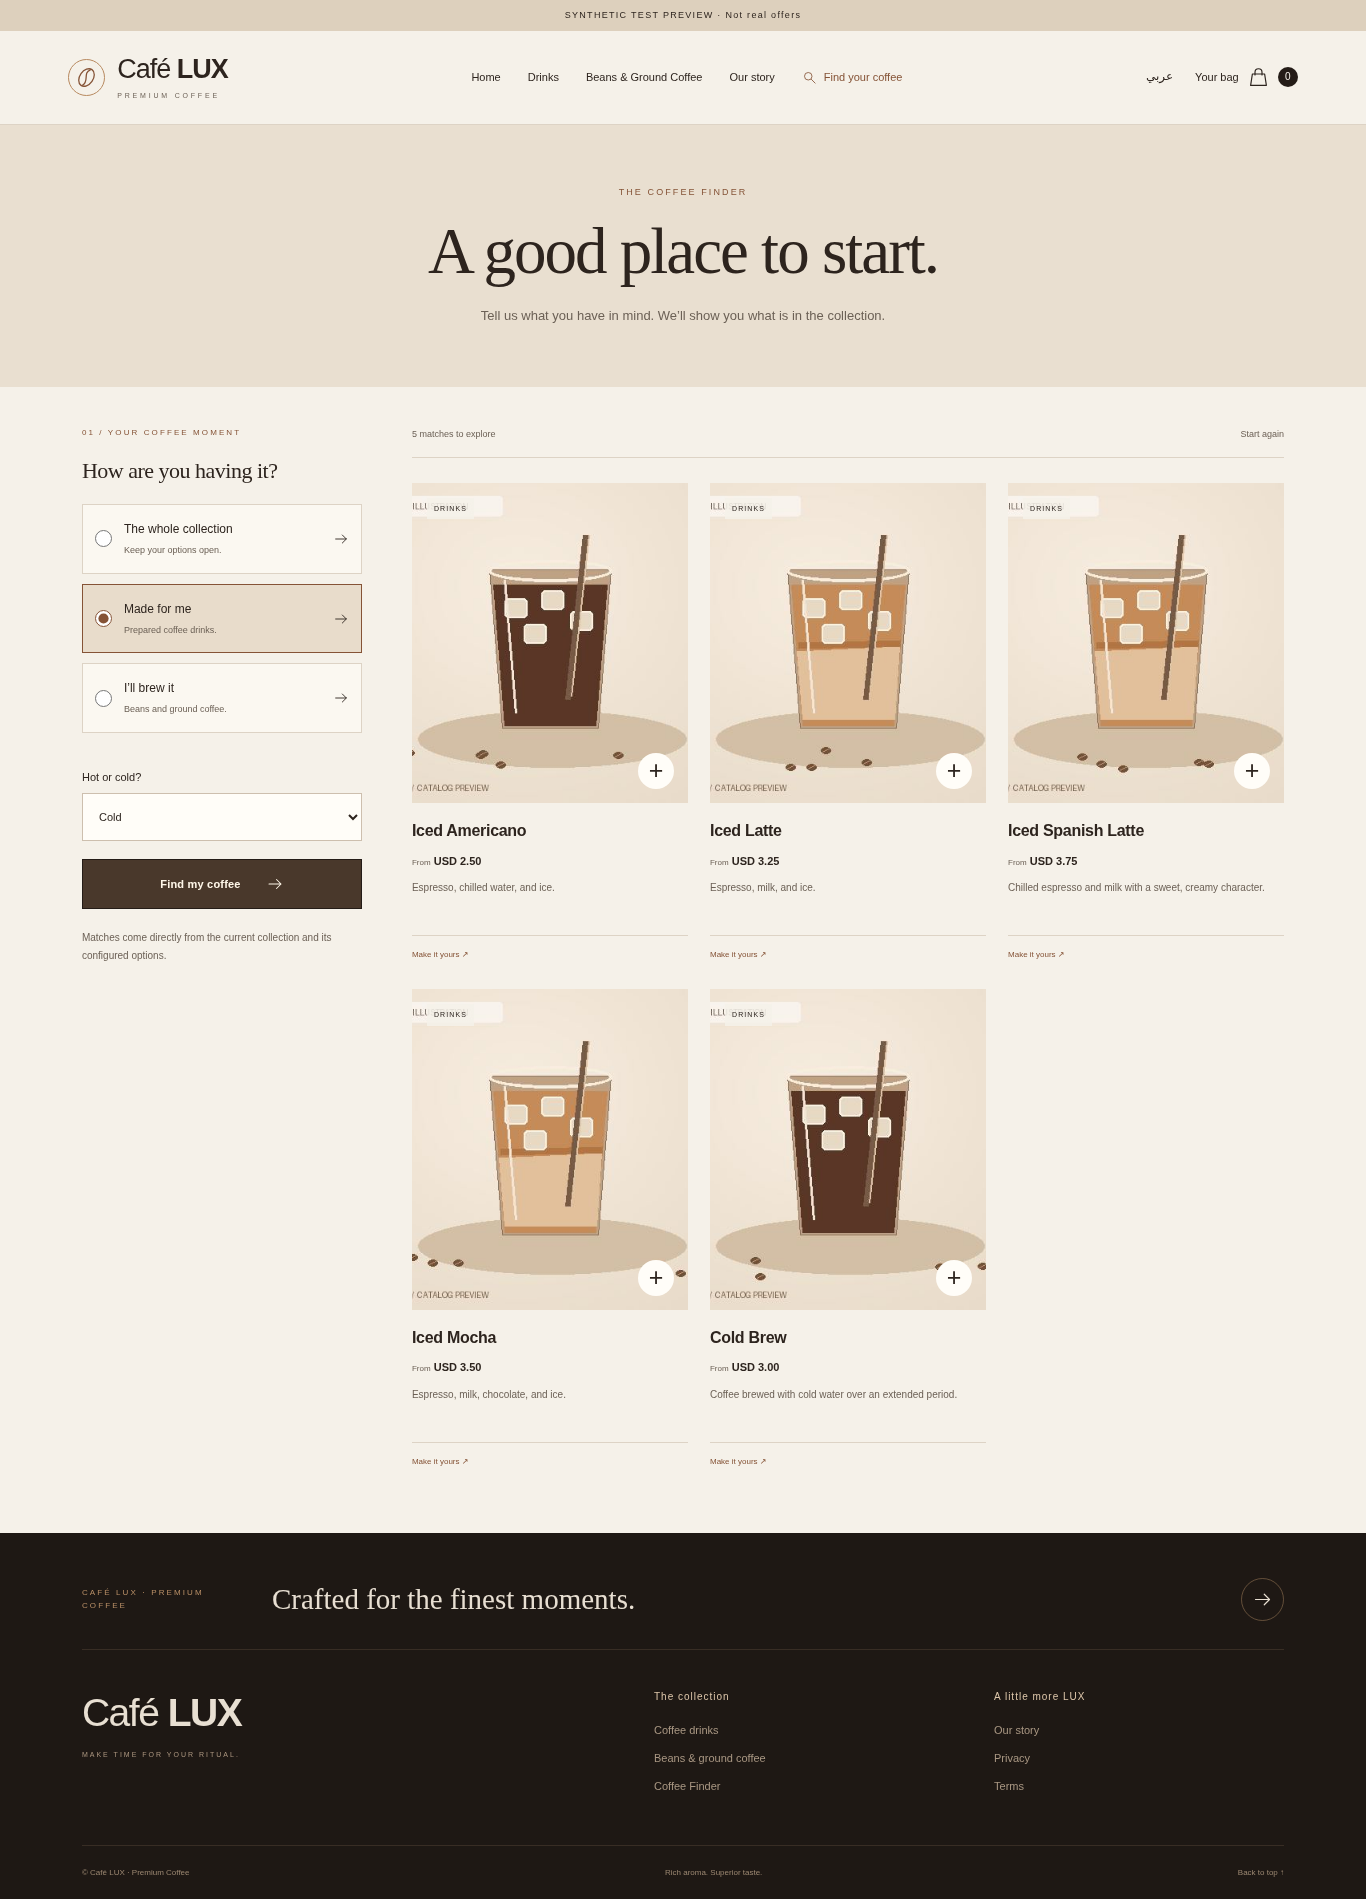 SYNTHETIC TEST PREVIEW · Not real offers
Café LUX
PREMIUM COFFEE
Home
Drinks
Beans & Ground Coffee
Our story
Find your coffee
عربي
Your bag
0
THE COFFEE FINDER
A good place to start.
Tell us what you have in mind. We’ll show you what is in the collection.
01 / YOUR COFFEE MOMENT
How are you having it?
The whole collection
Keep your options open.
Made for me
Prepared coffee drinks.
I’ll brew it
Beans and ground coffee.
Hot or cold?
Cold
Find my coffee
Matches come directly from the current collection and its
configured options.
5 matches to explore
Start again
DRINKS
/ CATALOG PREVIEW
Iced Americano
From USD 2.50
Espresso, chilled water, and ice.
Make it yours ↗
DRINKS
/ CATALOG PREVIEW
Iced Latte
From USD 3.25
Espresso, milk, and ice.
Make it yours ↗
DRINKS
/ CATALOG PREVIEW
Iced Spanish Latte
From USD 3.75
Chilled espresso and milk with a sweet, creamy character.
Make it yours ↗
DRINKS
/ CATALOG PREVIEW
Iced Mocha
From USD 3.50
Espresso, milk, chocolate, and ice.
Make it yours ↗
DRINKS
/ CATALOG PREVIEW
Cold Brew
From USD 3.00
Coffee brewed with cold water over an extended period.
Make it yours ↗
CAFÉ LUX · PREMIUM
COFFEE
Crafted for the finest moments.
Café LUX
MAKE TIME FOR YOUR RITUAL.
The collection
Coffee drinks
Beans & ground coffee
Coffee Finder
A little more LUX
Our story
Privacy
Terms
© Café LUX · Premium Coffee
Rich aroma. Superior taste.
Back to top ↑